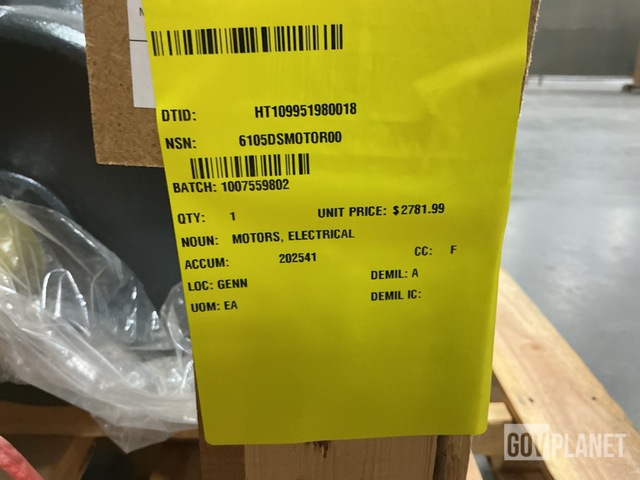 DTID: HT109951980018
NSN: 6105DSMOTOR00
BATCH: 1007559802
QTY: 1 UNIT PRICE: $2781.99
NOUN: MOTORS, ELECTRICAL
ACCUM: 202541 CC: F
LOC: GENN DEMIL: A
UOM: EA DEMIL IC:
GOVPLANET